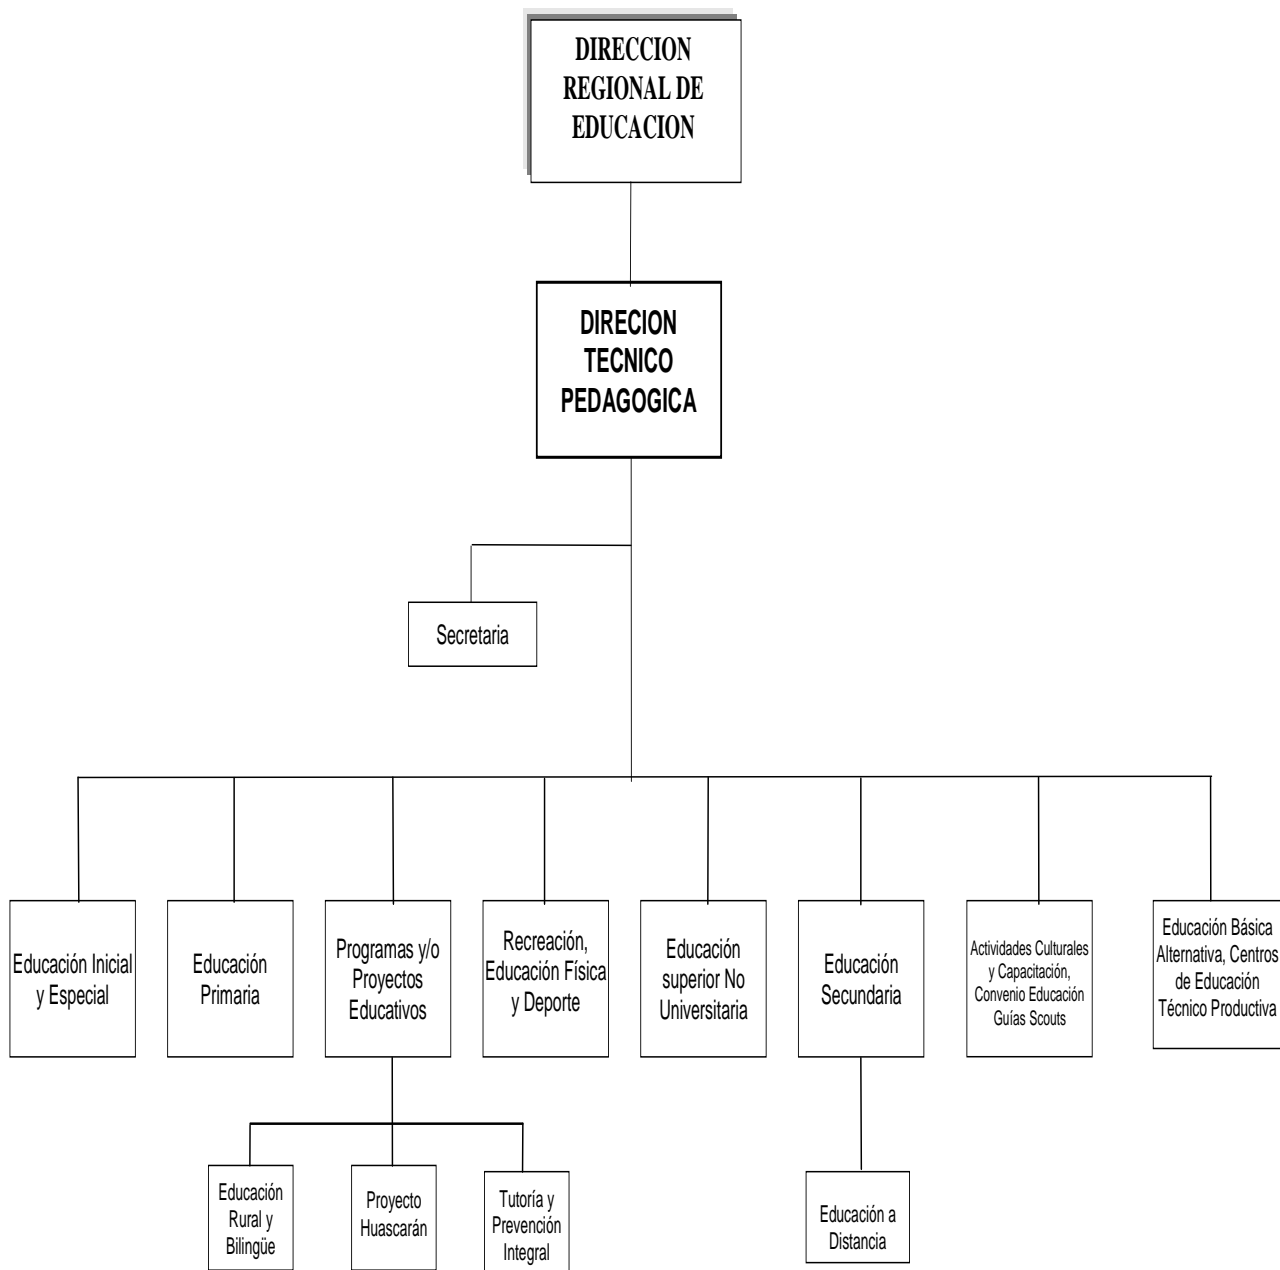 DIRECCION
REGIONAL DE
EDUCACION
DIRECION
TECNICO
PEDAGOGICA
Secretaria
Educación Inicial
y Especial
Educación
Primaria
Programas y/o
Proyectos
Educativos
Recreación,
Educación Física
y Deporte
Educación
superior No
Universitaria
Educación
Secundaria
Actividades Culturales
y Capacitación,
Convenio Educación
Guías Scouts
Educación Básica
Alternativa, Centros
de Educación
Técnico Productiva
Educación
Rural y
Bilingüe
Proyecto
Huascarán
Tutoría y
Prevención
Integral
Educación a
Distancia